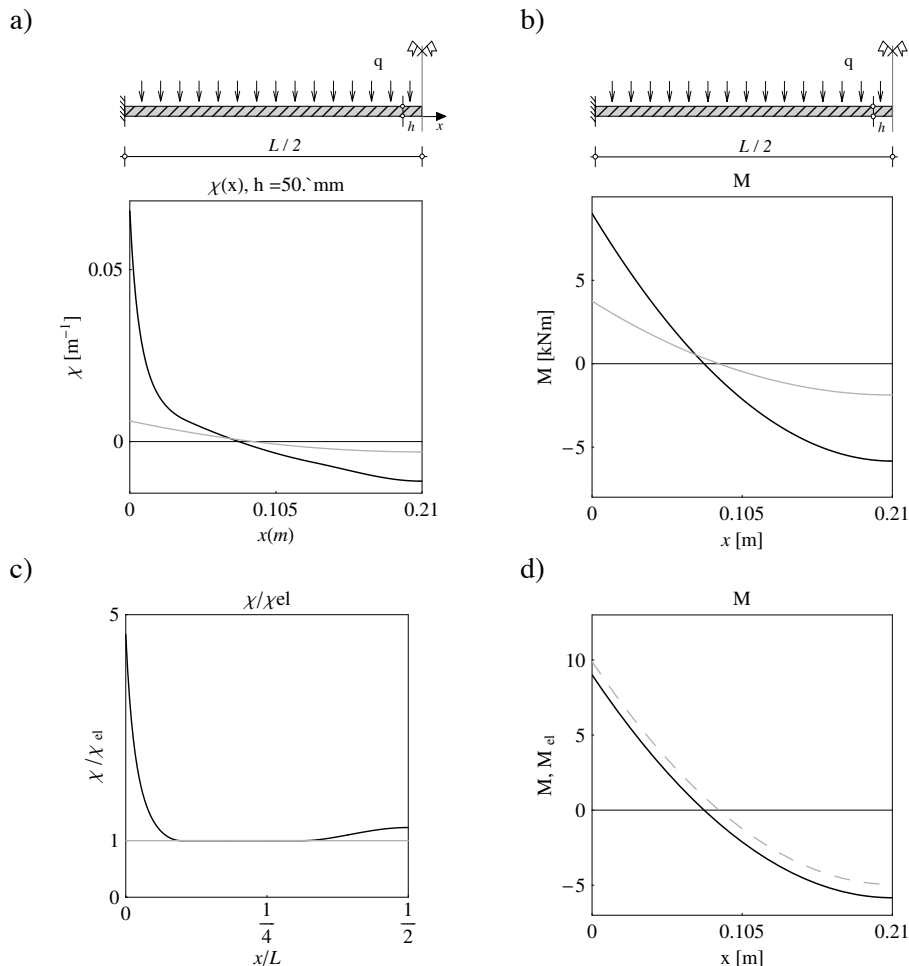 a)
q
h
x
L / 2
χ(x), h =50.`mm
0.05
0
χ [m⁻¹]
0
0.105
0.21
x(m)
b)
q
h
L / 2
M
5
0
−5
M [kNm]
0
0.105
0.21
x [m]
c)
χ/χel
5
1
0
χ/χ el
0
1/4
1/2
x/L
d)
M
10
5
0
−5
M, M el
0
0.105
0.21
x [m]